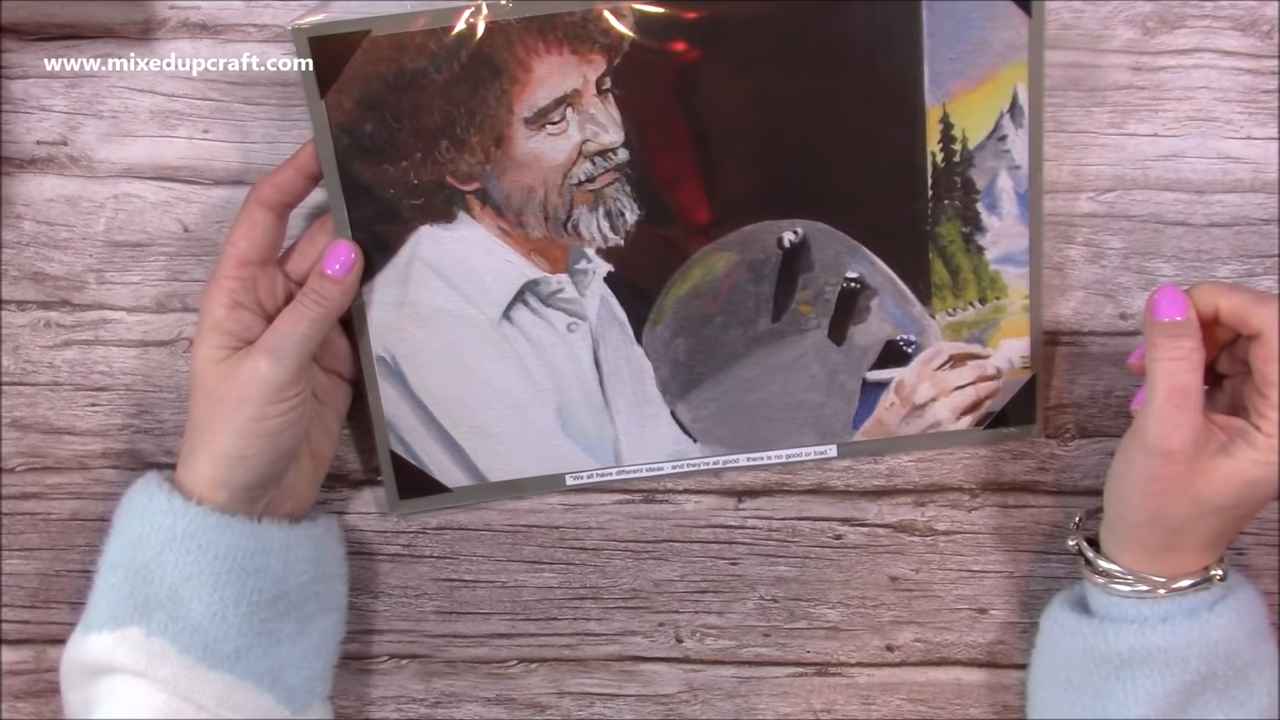 www.mixedupcraft.com
"We all have different ideas - and they're all good - there is no good or bad."